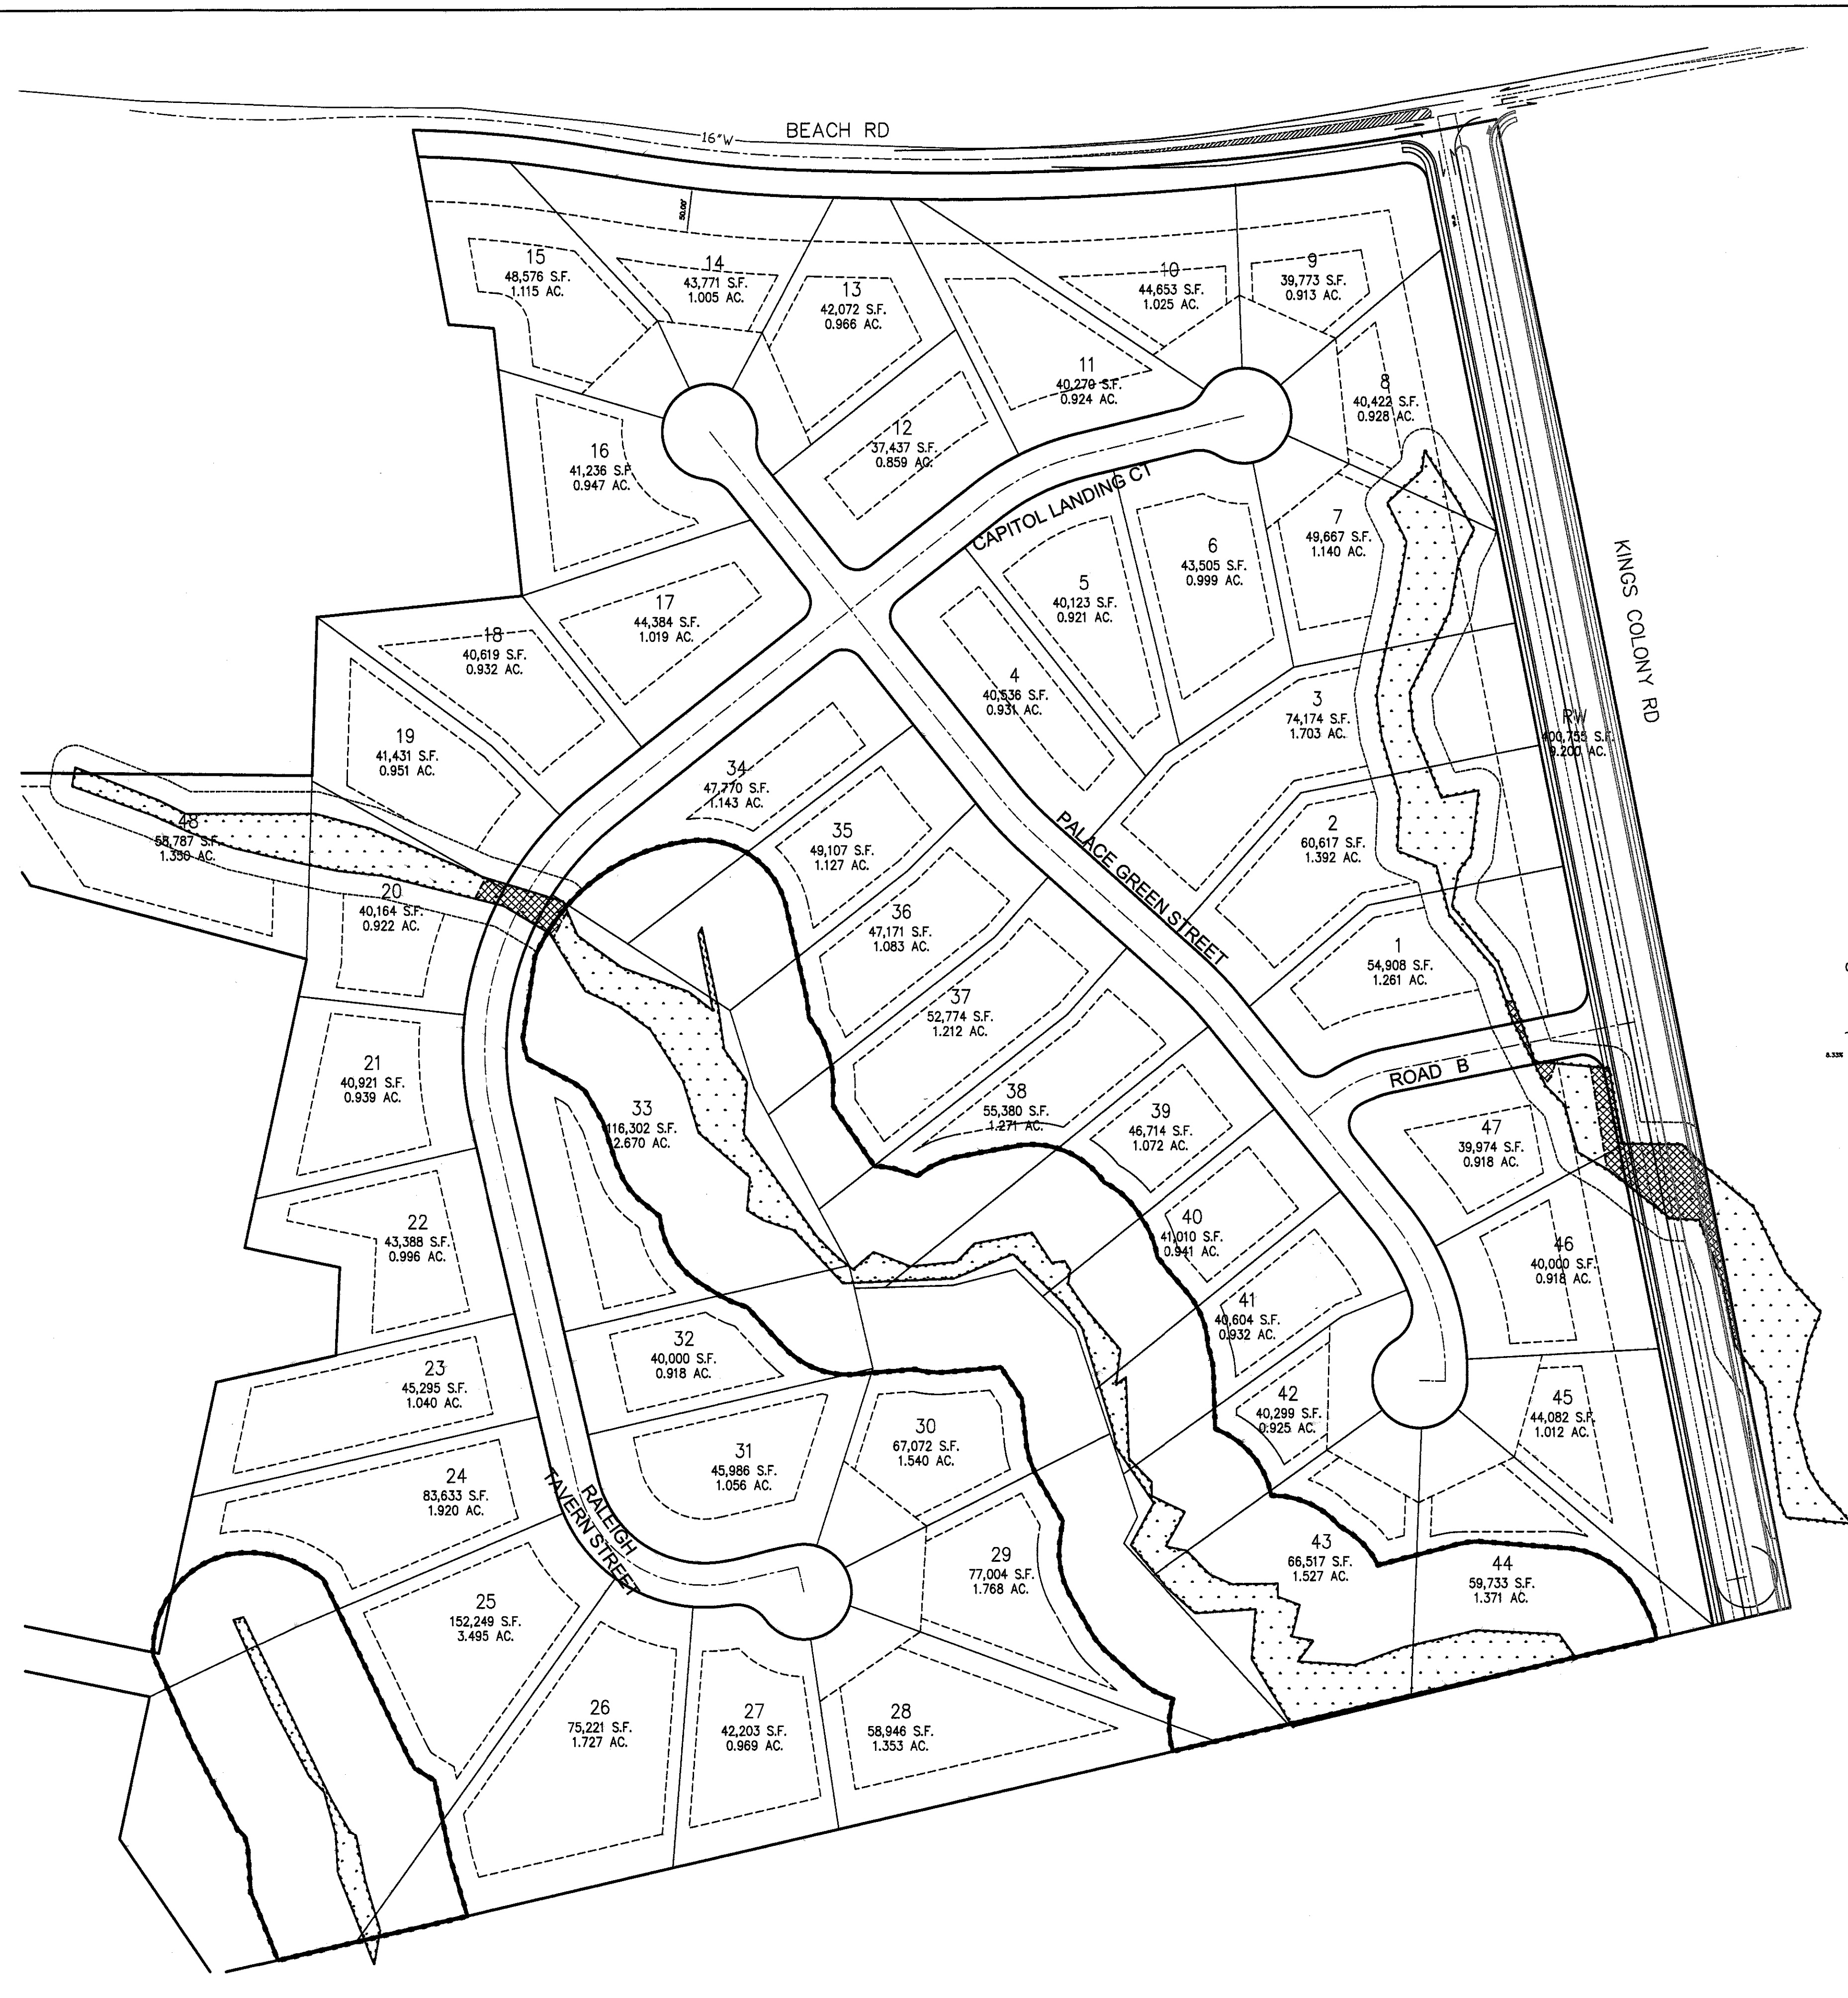 BEACH RD
16"W
50.00'
15
48,576 S.F.
1.115 AC.
14
43,771 S.F.
1.005 AC.
13
42,072 S.F.
0.966 AC.
10
44,653 S.F.
1.025 AC.
9
39,773 S.F.
0.913 AC.
11
40,270 S.F.
0.924 AC.
8
40,422 S.F.
0.928 AC.
12
37,437 S.F.
0.859 AC.
16
41,236 S.F.
0.947 AC.
CAPITOL LANDING CT
7
49,667 S.F.
1.140 AC.
6
43,505 S.F.
0.999 AC.
5
40,123 S.F.
0.921 AC.
KINGS COLONY RD
17
44,384 S.F.
1.019 AC.
18
40,619 S.F.
0.932 AC.
4
40,536 S.F.
0.931 AC.
3
74,174 S.F.
1.703 AC.
RW
400,755 S.F.
9.200 AC.
19
41,431 S.F.
0.951 AC.
34
47,770 S.F.
1.143 AC.
48
58,787 S.F.
1.350 AC.
35
49,107 S.F.
1.127 AC.
PALACE GREEN STREET
2
60,617 S.F.
1.392 AC.
20
40,164 S.F.
0.922 AC.
36
47,171 S.F.
1.083 AC.
1
54,908 S.F.
1.261 AC.
37
52,774 S.F.
1.212 AC.
8.33%
21
40,921 S.F.
0.939 AC.
ROAD B
33
116,302 S.F.
2.670 AC.
38
55,380 S.F.
1.271 AC.
39
46,714 S.F.
1.072 AC.
47
39,974 S.F.
0.918 AC.
22
43,388 S.F.
0.996 AC.
40
41,010 S.F.
0.941 AC.
46
40,000 S.F.
0.918 AC.
41
40,604 S.F.
0.932 AC.
32
40,000 S.F.
0.918 AC.
23
45,295 S.F.
1.040 AC.
42
40,299 S.F.
0.925 AC.
45
44,082 S.F.
1.012 AC.
30
67,072 S.F.
1.540 AC.
31
45,986 S.F.
1.056 AC.
24
83,633 S.F.
1.920 AC.
RALEIGH
TAVERN STREET
43
66,517 S.F.
1.527 AC.
29
77,004 S.F.
1.768 AC.
44
59,733 S.F.
1.371 AC.
25
152,249 S.F.
3.495 AC.
26
75,221 S.F.
1.727 AC.
27
42,203 S.F.
0.969 AC.
28
58,946 S.F.
1.353 AC.